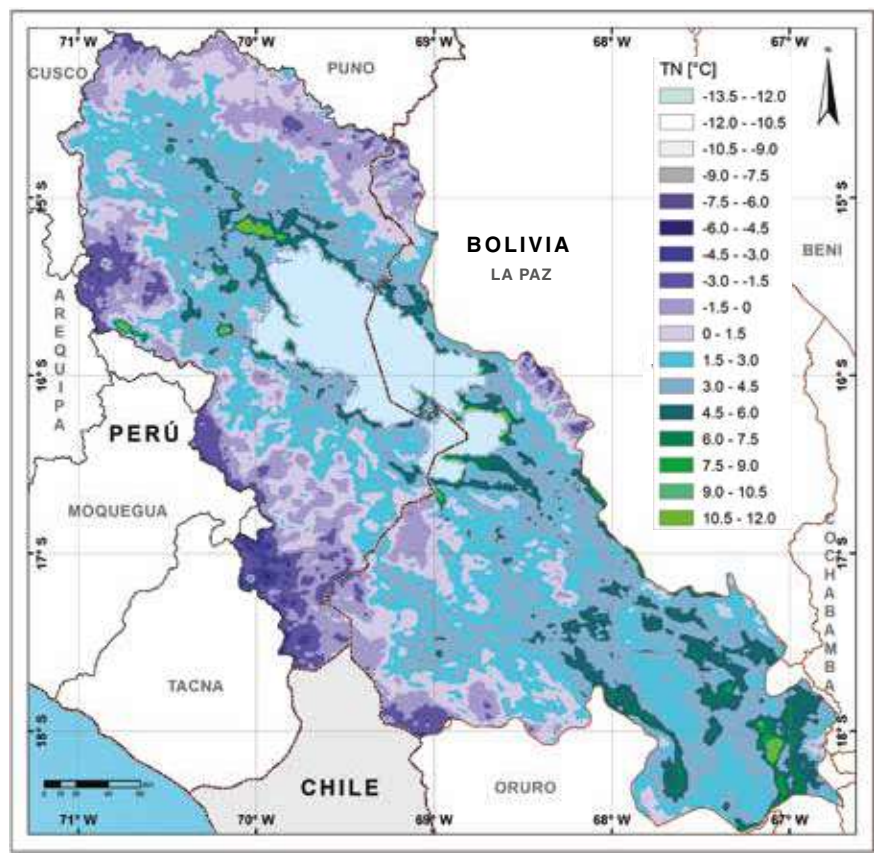 71° W 70° W 69° W 68° W 67° W
CUSCO
PUNO
TN [°C]
-13.5 - -12.0
-12.0 - -10.5
-10.5 - -9.0
-9.0 - -7.5
-7.5 - -6.0
-6.0 - -4.5
-4.5 - -3.0
-3.0 - -1.5
-1.5 - 0
0 - 1.5
1.5 - 3.0
3.0 - 4.5
4.5 - 6.0
6.0 - 7.5
7.5 - 9.0
9.0 - 10.5
10.5 - 12.0
15° S
15° S
BOLIVIA
LA PAZ
BENI
AREQUIPA
16° S
16° S
PERÚ
MOQUEGUA
17° S
17° S
COCHABAMBA
TACNA
18° S
18° S
CHILE
ORURO
71° W 70° W 69° W 68° W 67° W